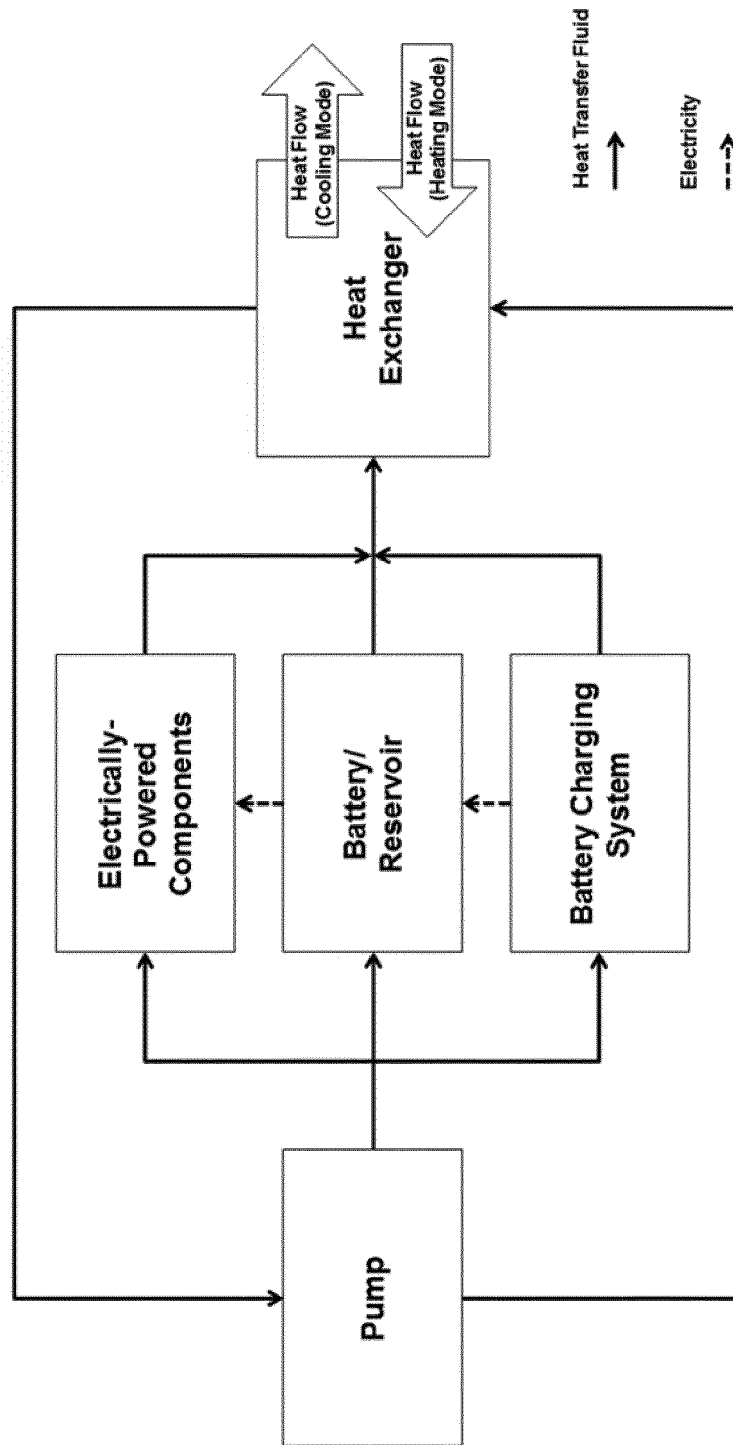 Pump
Electrically-
Powered
Components
Battery/
Reservoir
Battery Charging
System
Heat
Exchanger
Heat Flow
(Cooling Mode)
Heat Flow
(Heating Mode)
Heat Transfer Fluid
Electricity